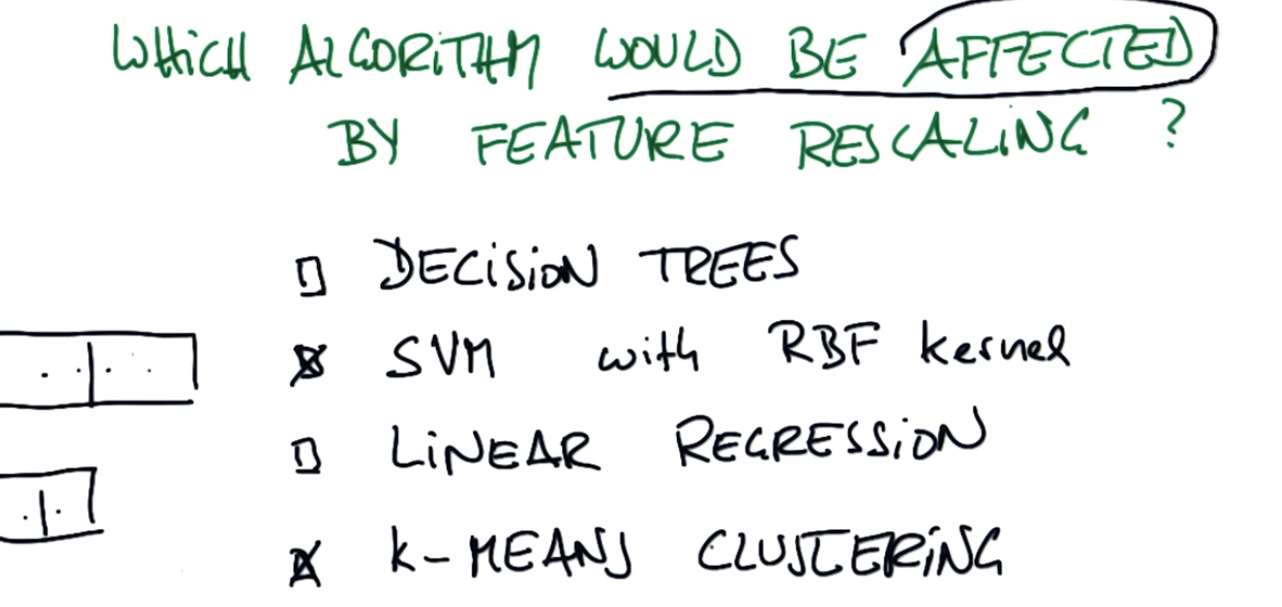 WHICH ALGORITHM WOULD BE AFFECTED
BY FEATURE RESCALING ?
DECISION TREES
SVM with RBF kernel
LINEAR REGRESSION
K-MEANS CLUSTERING